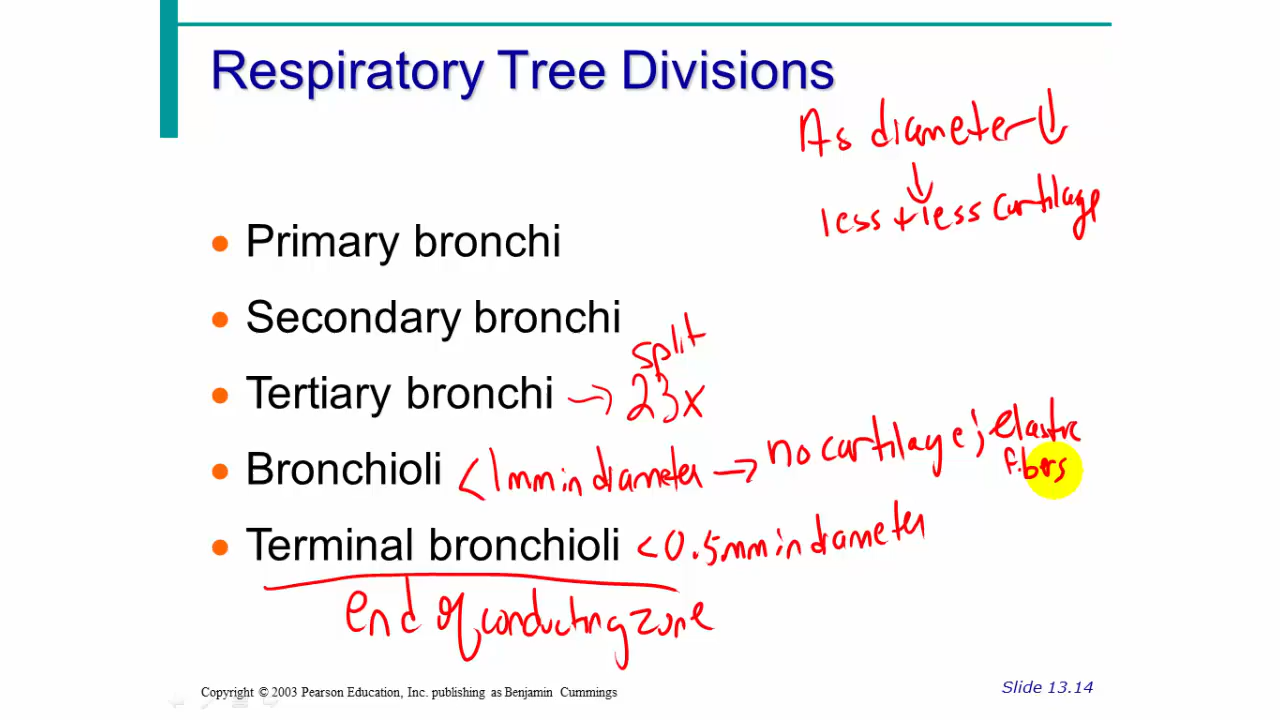 Respiratory Tree Divisions
As diameter ↓
↓
less + less cartilage
• Primary bronchi
• Secondary bronchi
split
• Tertiary bronchi → 23x
• Bronchioli <1mm in diameter → no cartilage; elastic
fibers
• Terminal bronchioli <0.5mm in diameter
end of conducting zone
Copyright © 2003 Pearson Education, Inc. publishing as Benjamin Cummings
Slide 13.14